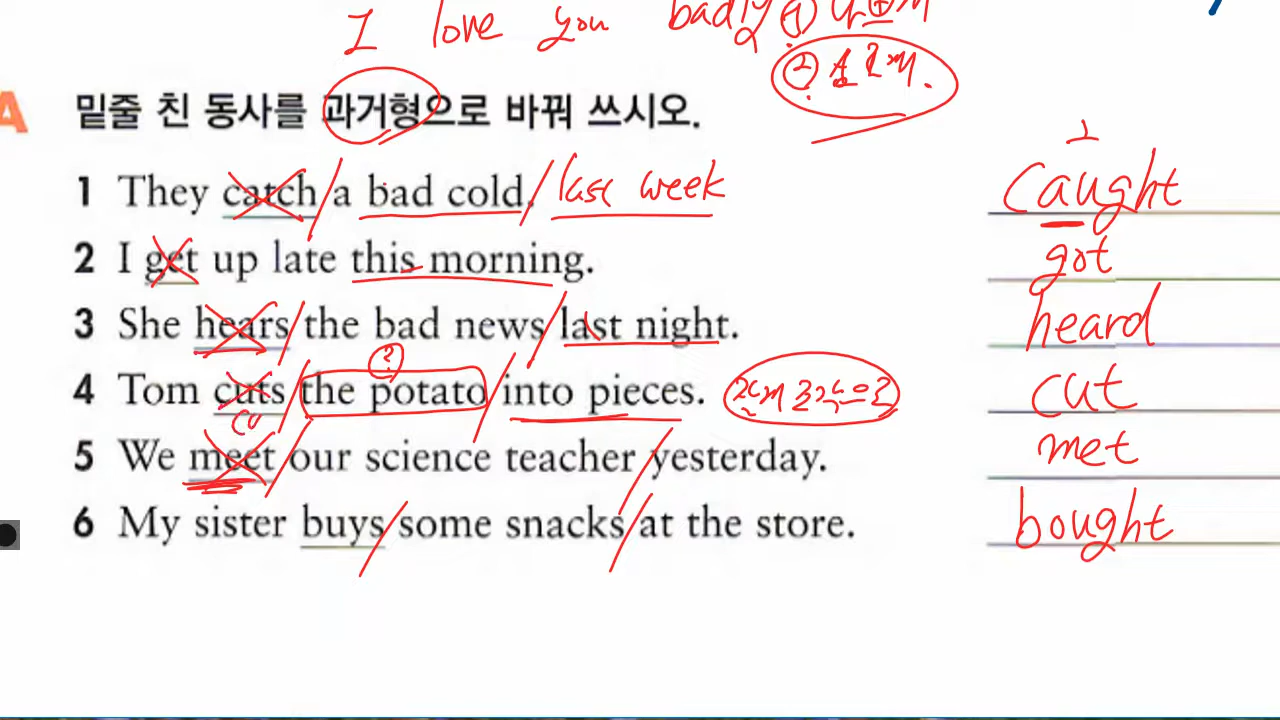 I love you badly ①
②
A 밑줄 친 동사를 과거형으로 바꿔 쓰시오.
1 They catch a bad cold. last week caught
2 I get up late this morning. got
3 She hears the bad news last night. heard
4 Tom cuts the potato into pieces. cut
5 We meet our science teacher yesterday. met
6 My sister buys some snacks at the store. bought